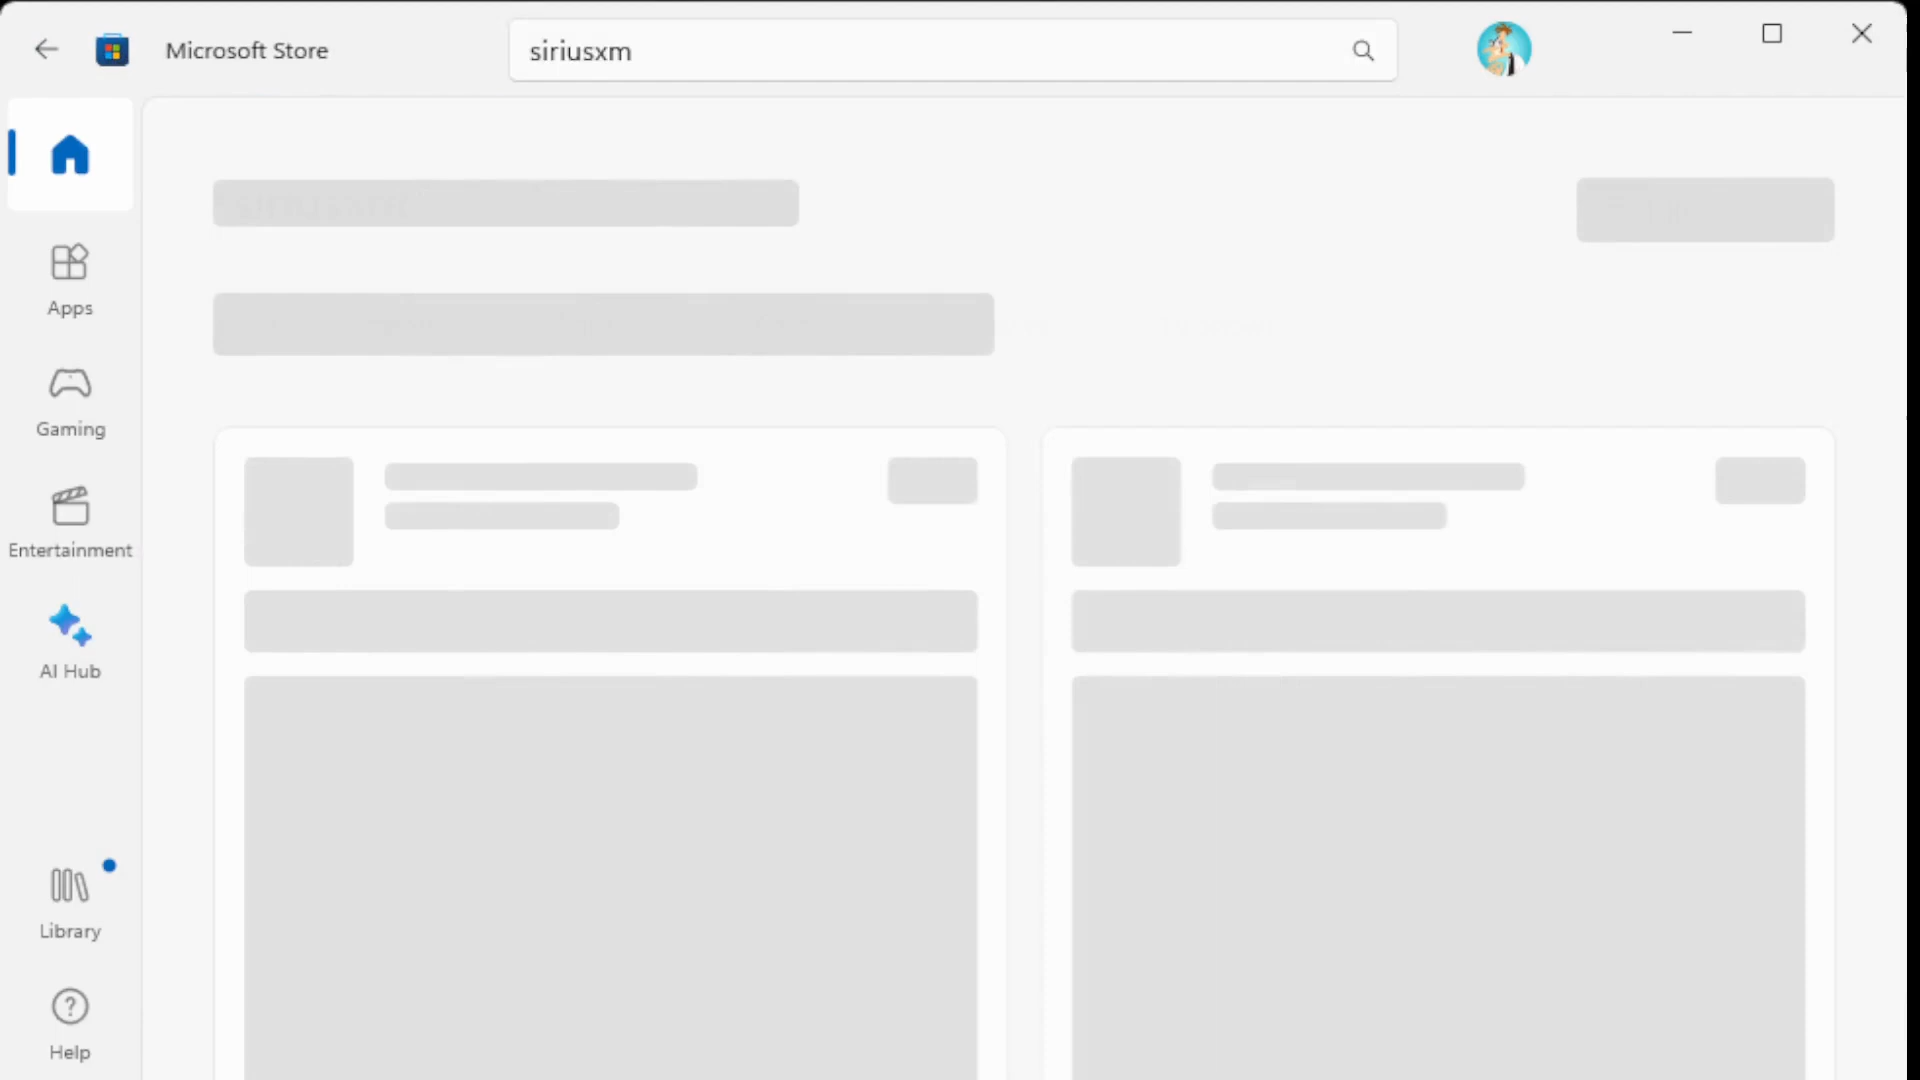 Microsoft Store
siriusxm
Apps
Gaming
Entertainment
AI Hub
Library
Help